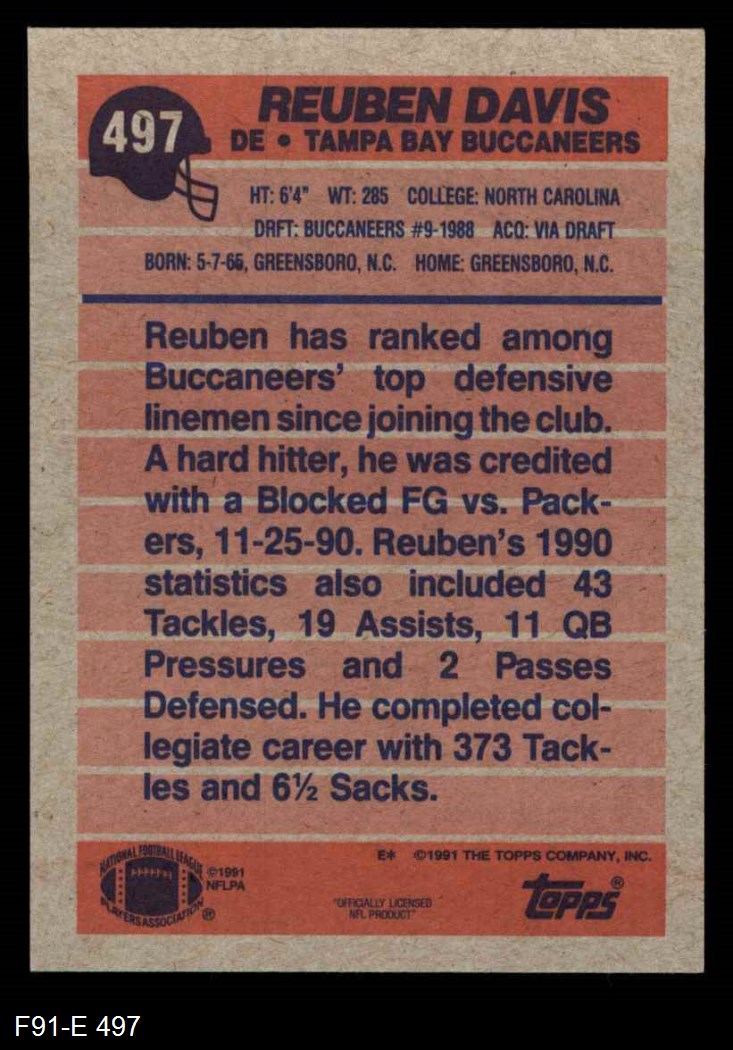 497
REUBEN DAVIS
DE • TAMPA BAY BUCCANEERS
HT: 6'4" WT: 285 COLLEGE: NORTH CAROLINA
DRFT: BUCCANEERS #9-1988 ACQ: VIA DRAFT
BORN: 5-7-65, GREENSBORO, N.C. HOME: GREENSBORO, N.C.
Reuben has ranked among
Buccaneers' top defensive
linemen since joining the club.
A hard hitter, he was credited
with a Blocked FG vs. Pack-
ers, 11-25-90. Reuben's 1990
statistics also included 43
Tackles, 19 Assists, 11 QB
Pressures and 2 Passes
Defensed. He completed col-
legiate career with 373 Tack-
les and 6½ Sacks.
NATIONAL FOOTBALL LEAGUE
PLAYERS ASSOCIATION ®
©1991
NFLPA
E* ©1991 THE TOPPS COMPANY, INC.
"OFFICIALLY LICENSED
NFL PRODUCT"
topps®
F91-E 497